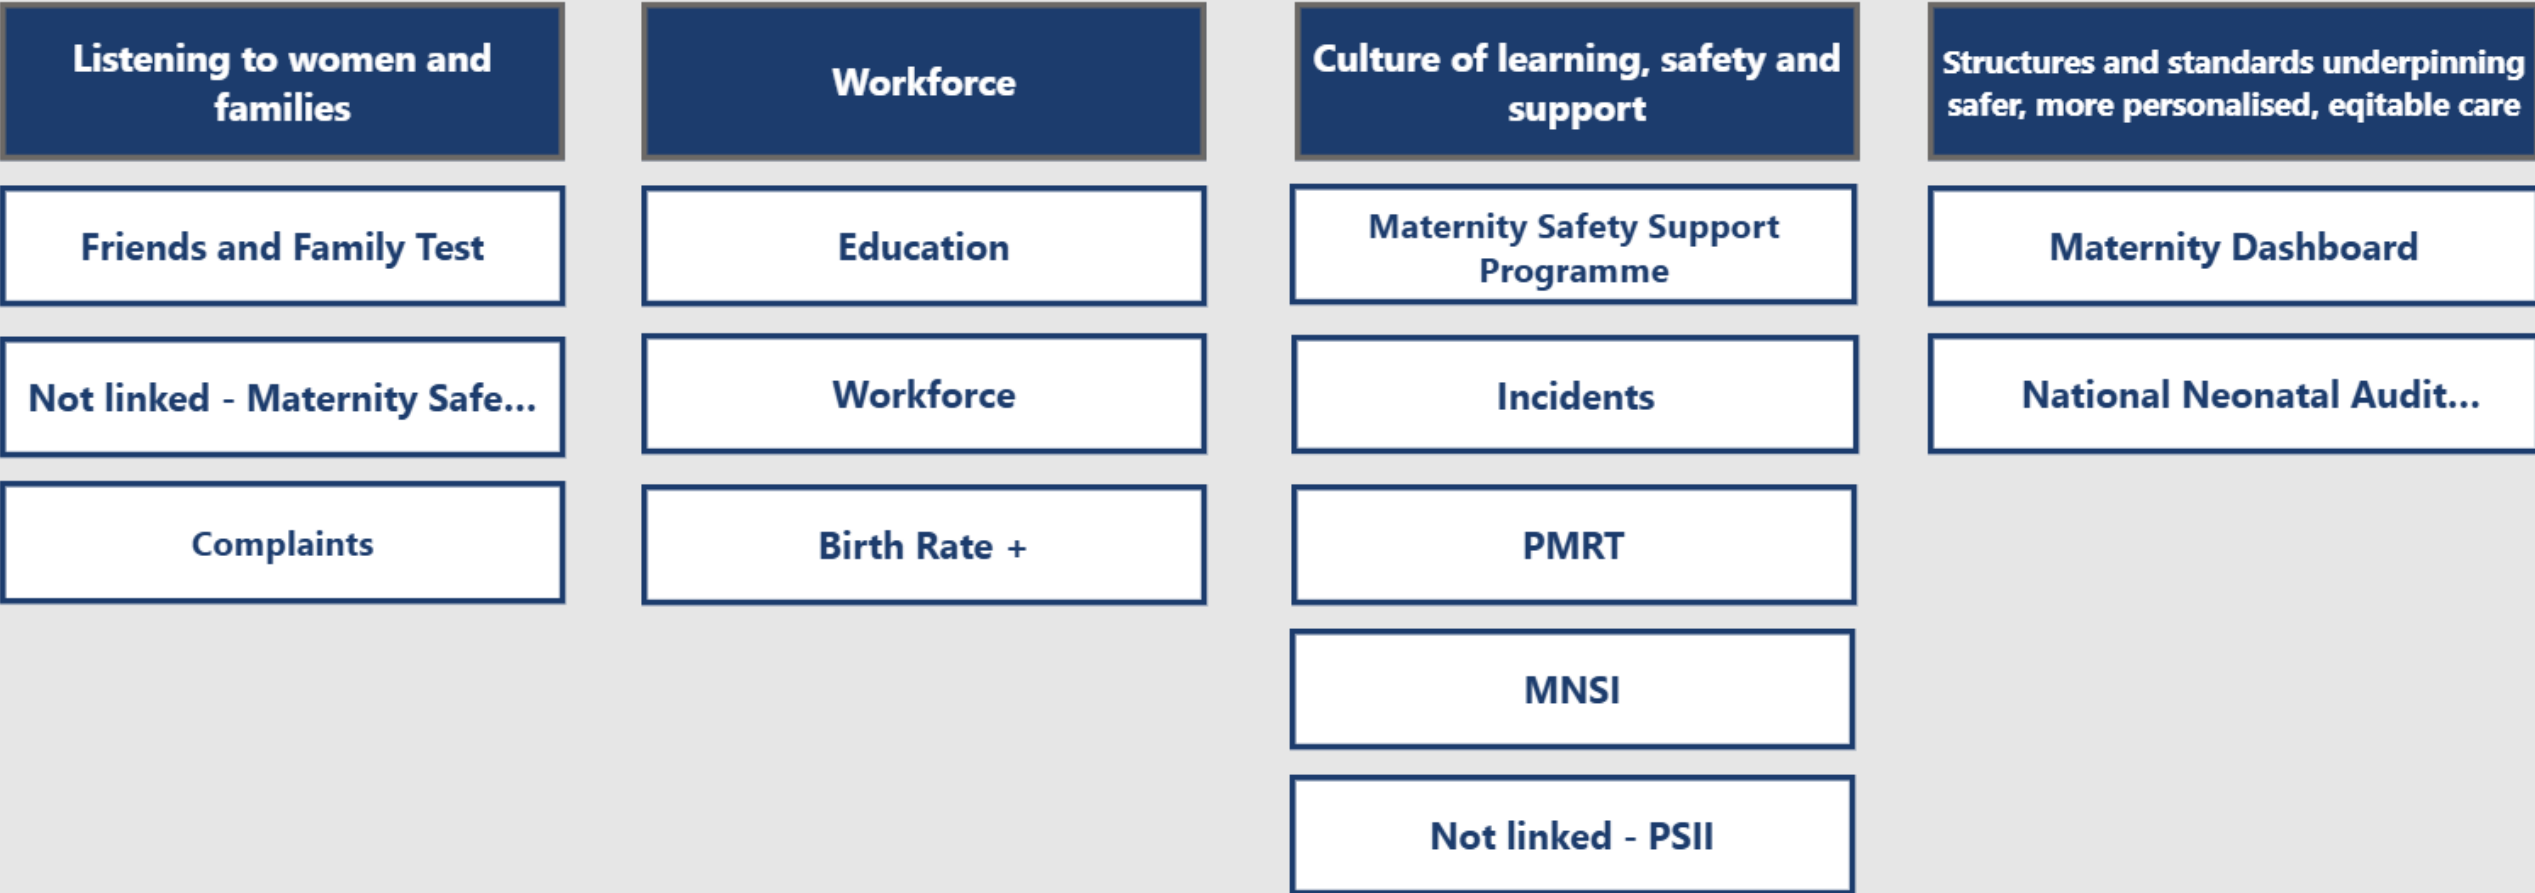 Listening to women and
families
Friends and Family Test
Not linked - Maternity Safe...
Complaints
Workforce
Education
Workforce
Birth Rate +
Culture of learning, safety and
support
Maternity Safety Support
Programme
Incidents
PMRT
MNSI
Not linked - PSII
Structures and standards underpinning
safer, more personalised, eqitable care
Maternity Dashboard
National Neonatal Audit...